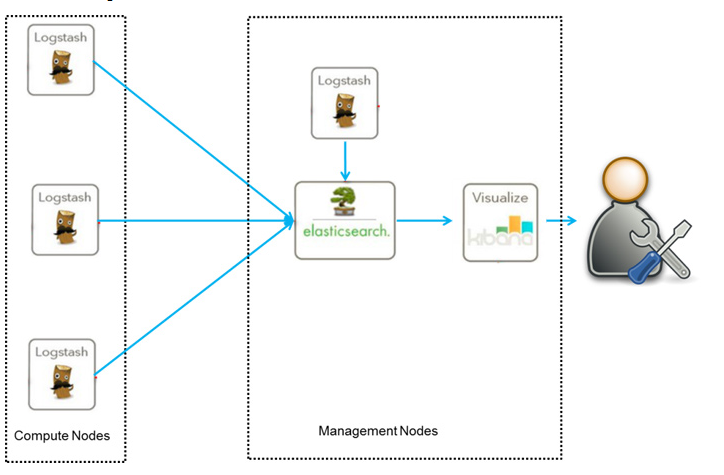 Logstash
Logstash
Logstash
Compute Nodes
Logstash
elasticsearch.
Visualize
kibana
Management Nodes